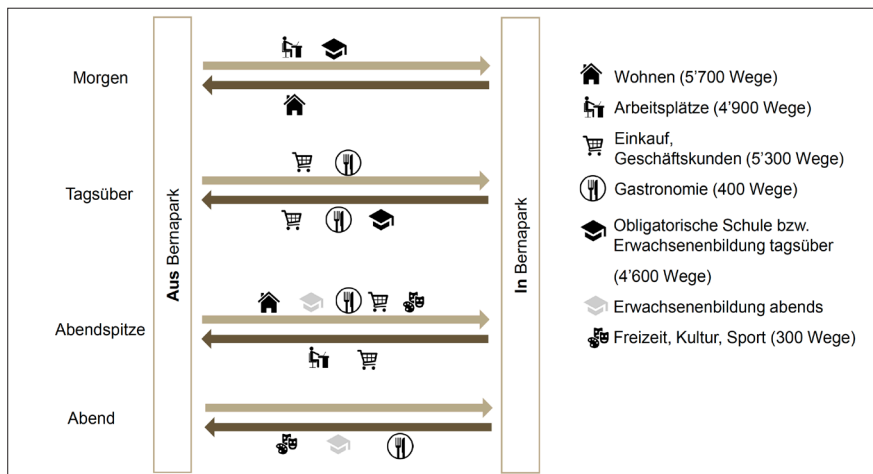 Morgen
Tagsüber
Abendspitze
Abend
Aus Bernapark
In Bernapark
Wohnen (5'700 Wege)
Arbeitsplätze (4'900 Wege)
Einkauf,
Geschäftskunden (5'300 Wege)
Gastronomie (400 Wege)
Obligatorische Schule bzw.
Erwachsenenbildung tagsüber
(4'600 Wege)
Erwachsenenbildung abends
Freizeit, Kultur, Sport (300 Wege)